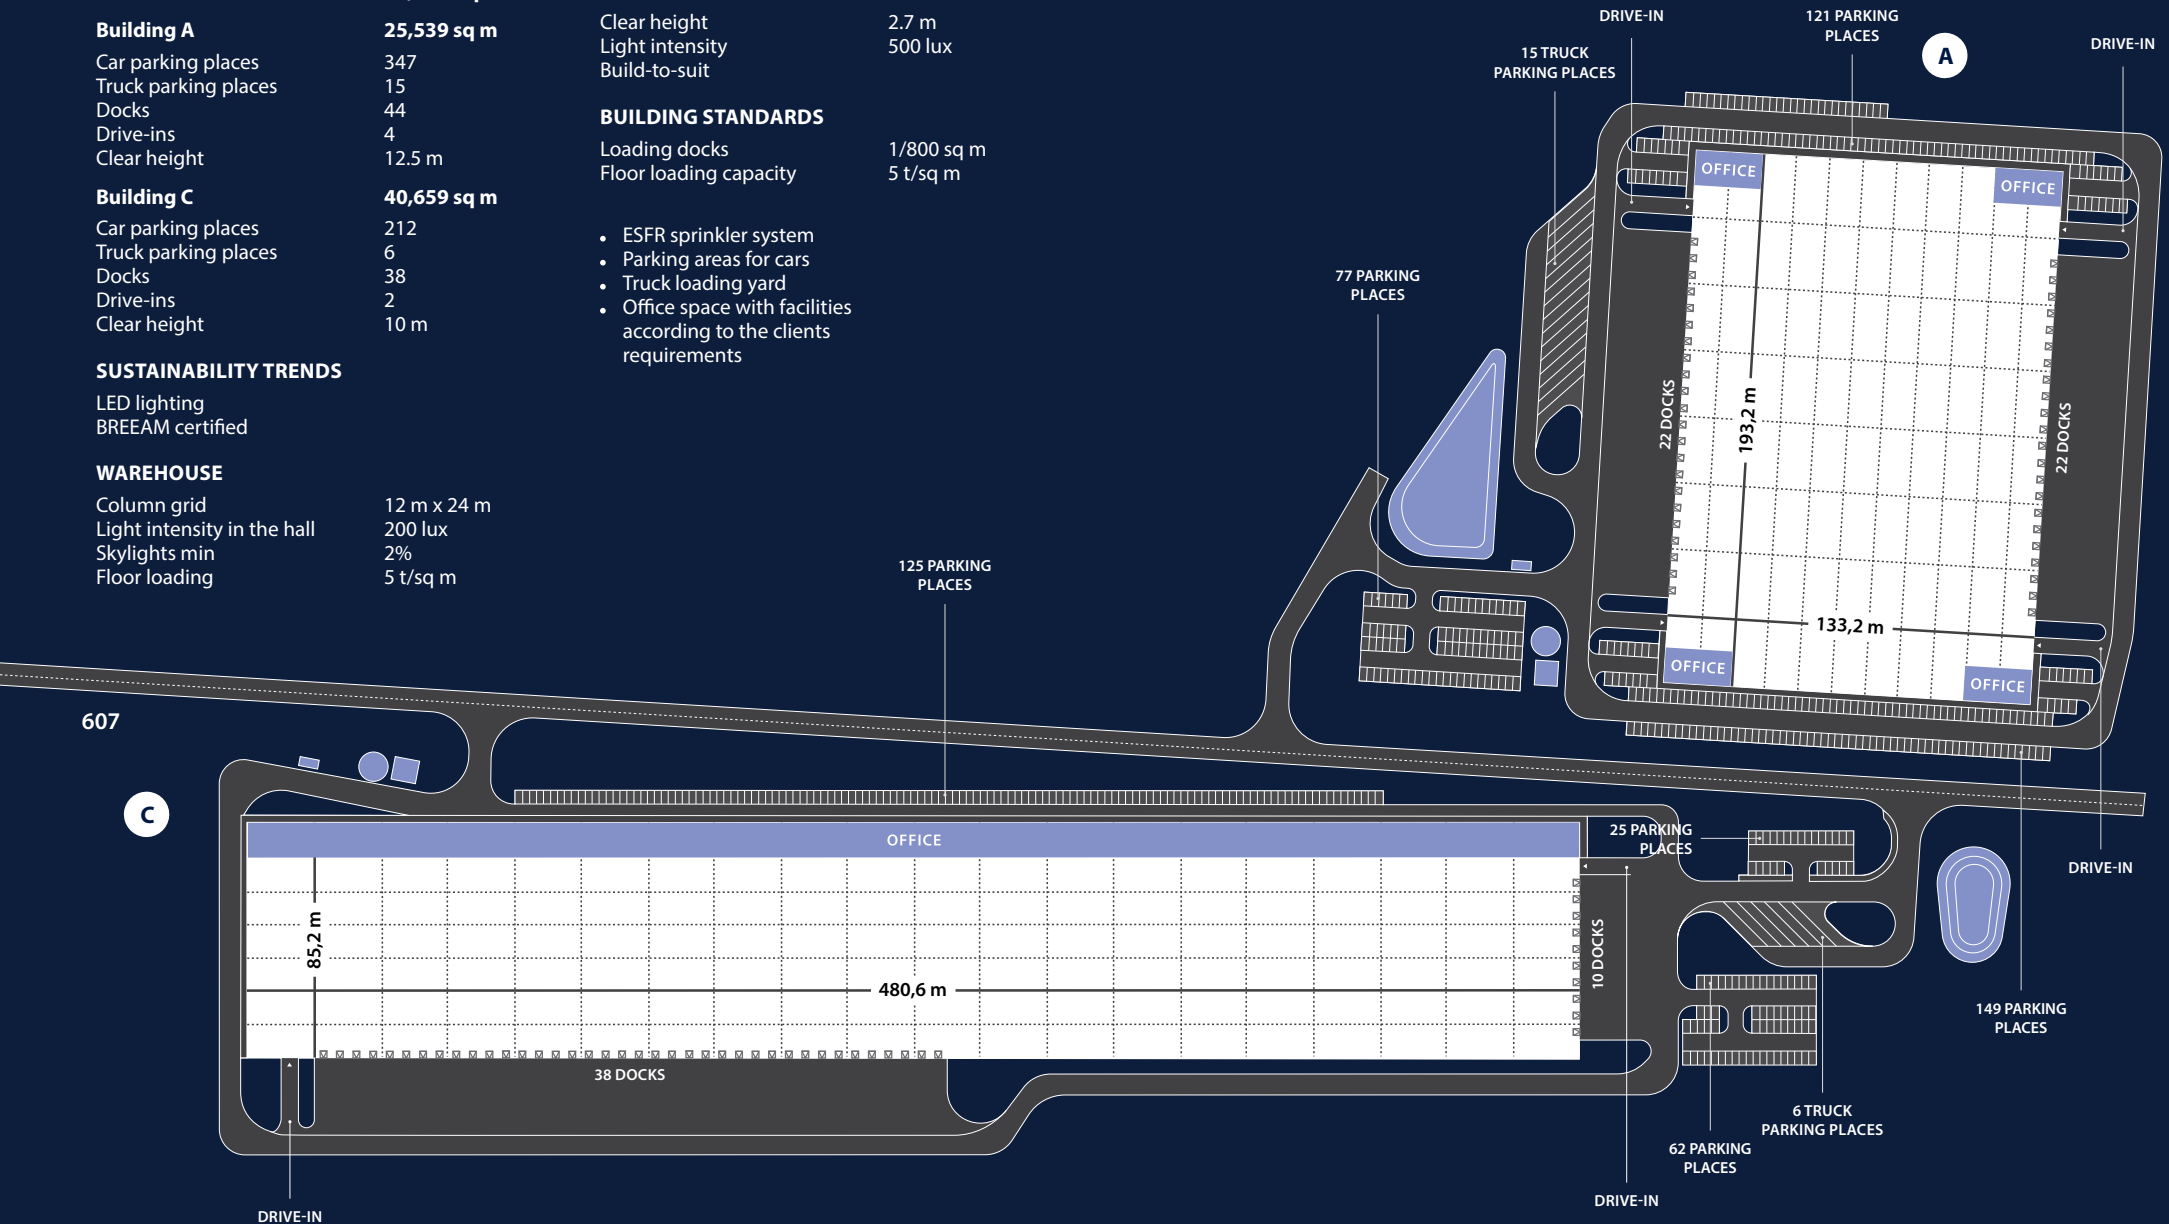 Building A 25,539 sq m
Car parking places 347
Truck parking places 15
Docks 44
Drive-ins 4
Clear height 12.5 m
Building C 40,659 sq m
Car parking places 212
Truck parking places 6
Docks 38
Drive-ins 2
Clear height 10 m
SUSTAINABILITY TRENDS
LED lighting
BREEAM certified
WAREHOUSE
Column grid 12 m x 24 m
Light intensity in the hall 200 lux
Skylights min 2%
Floor loading 5 t/sq m
Clear height 2.7 m
Light intensity 500 lux
Build-to-suit
BUILDING STANDARDS
Loading docks 1/800 sq m
Floor loading capacity 5 t/sq m
• ESFR sprinkler system
• Parking areas for cars
• Truck loading yard
• Office space with facilities
according to the clients
requirements
DRIVE-IN
121 PARKING
PLACES
A
DRIVE-IN
15 TRUCK
PARKING PLACES
OFFICE
OFFICE
77 PARKING
PLACES
22 DOCKS
193,2 m
22 DOCKS
133,2 m
OFFICE
OFFICE
125 PARKING
PLACES
607
C
OFFICE
25 PARKING
PLACES
DRIVE-IN
85,2 m
480,6 m
10 DOCKS
38 DOCKS
149 PARKING
PLACES
6 TRUCK
PARKING PLACES
62 PARKING
PLACES
DRIVE-IN
DRIVE-IN